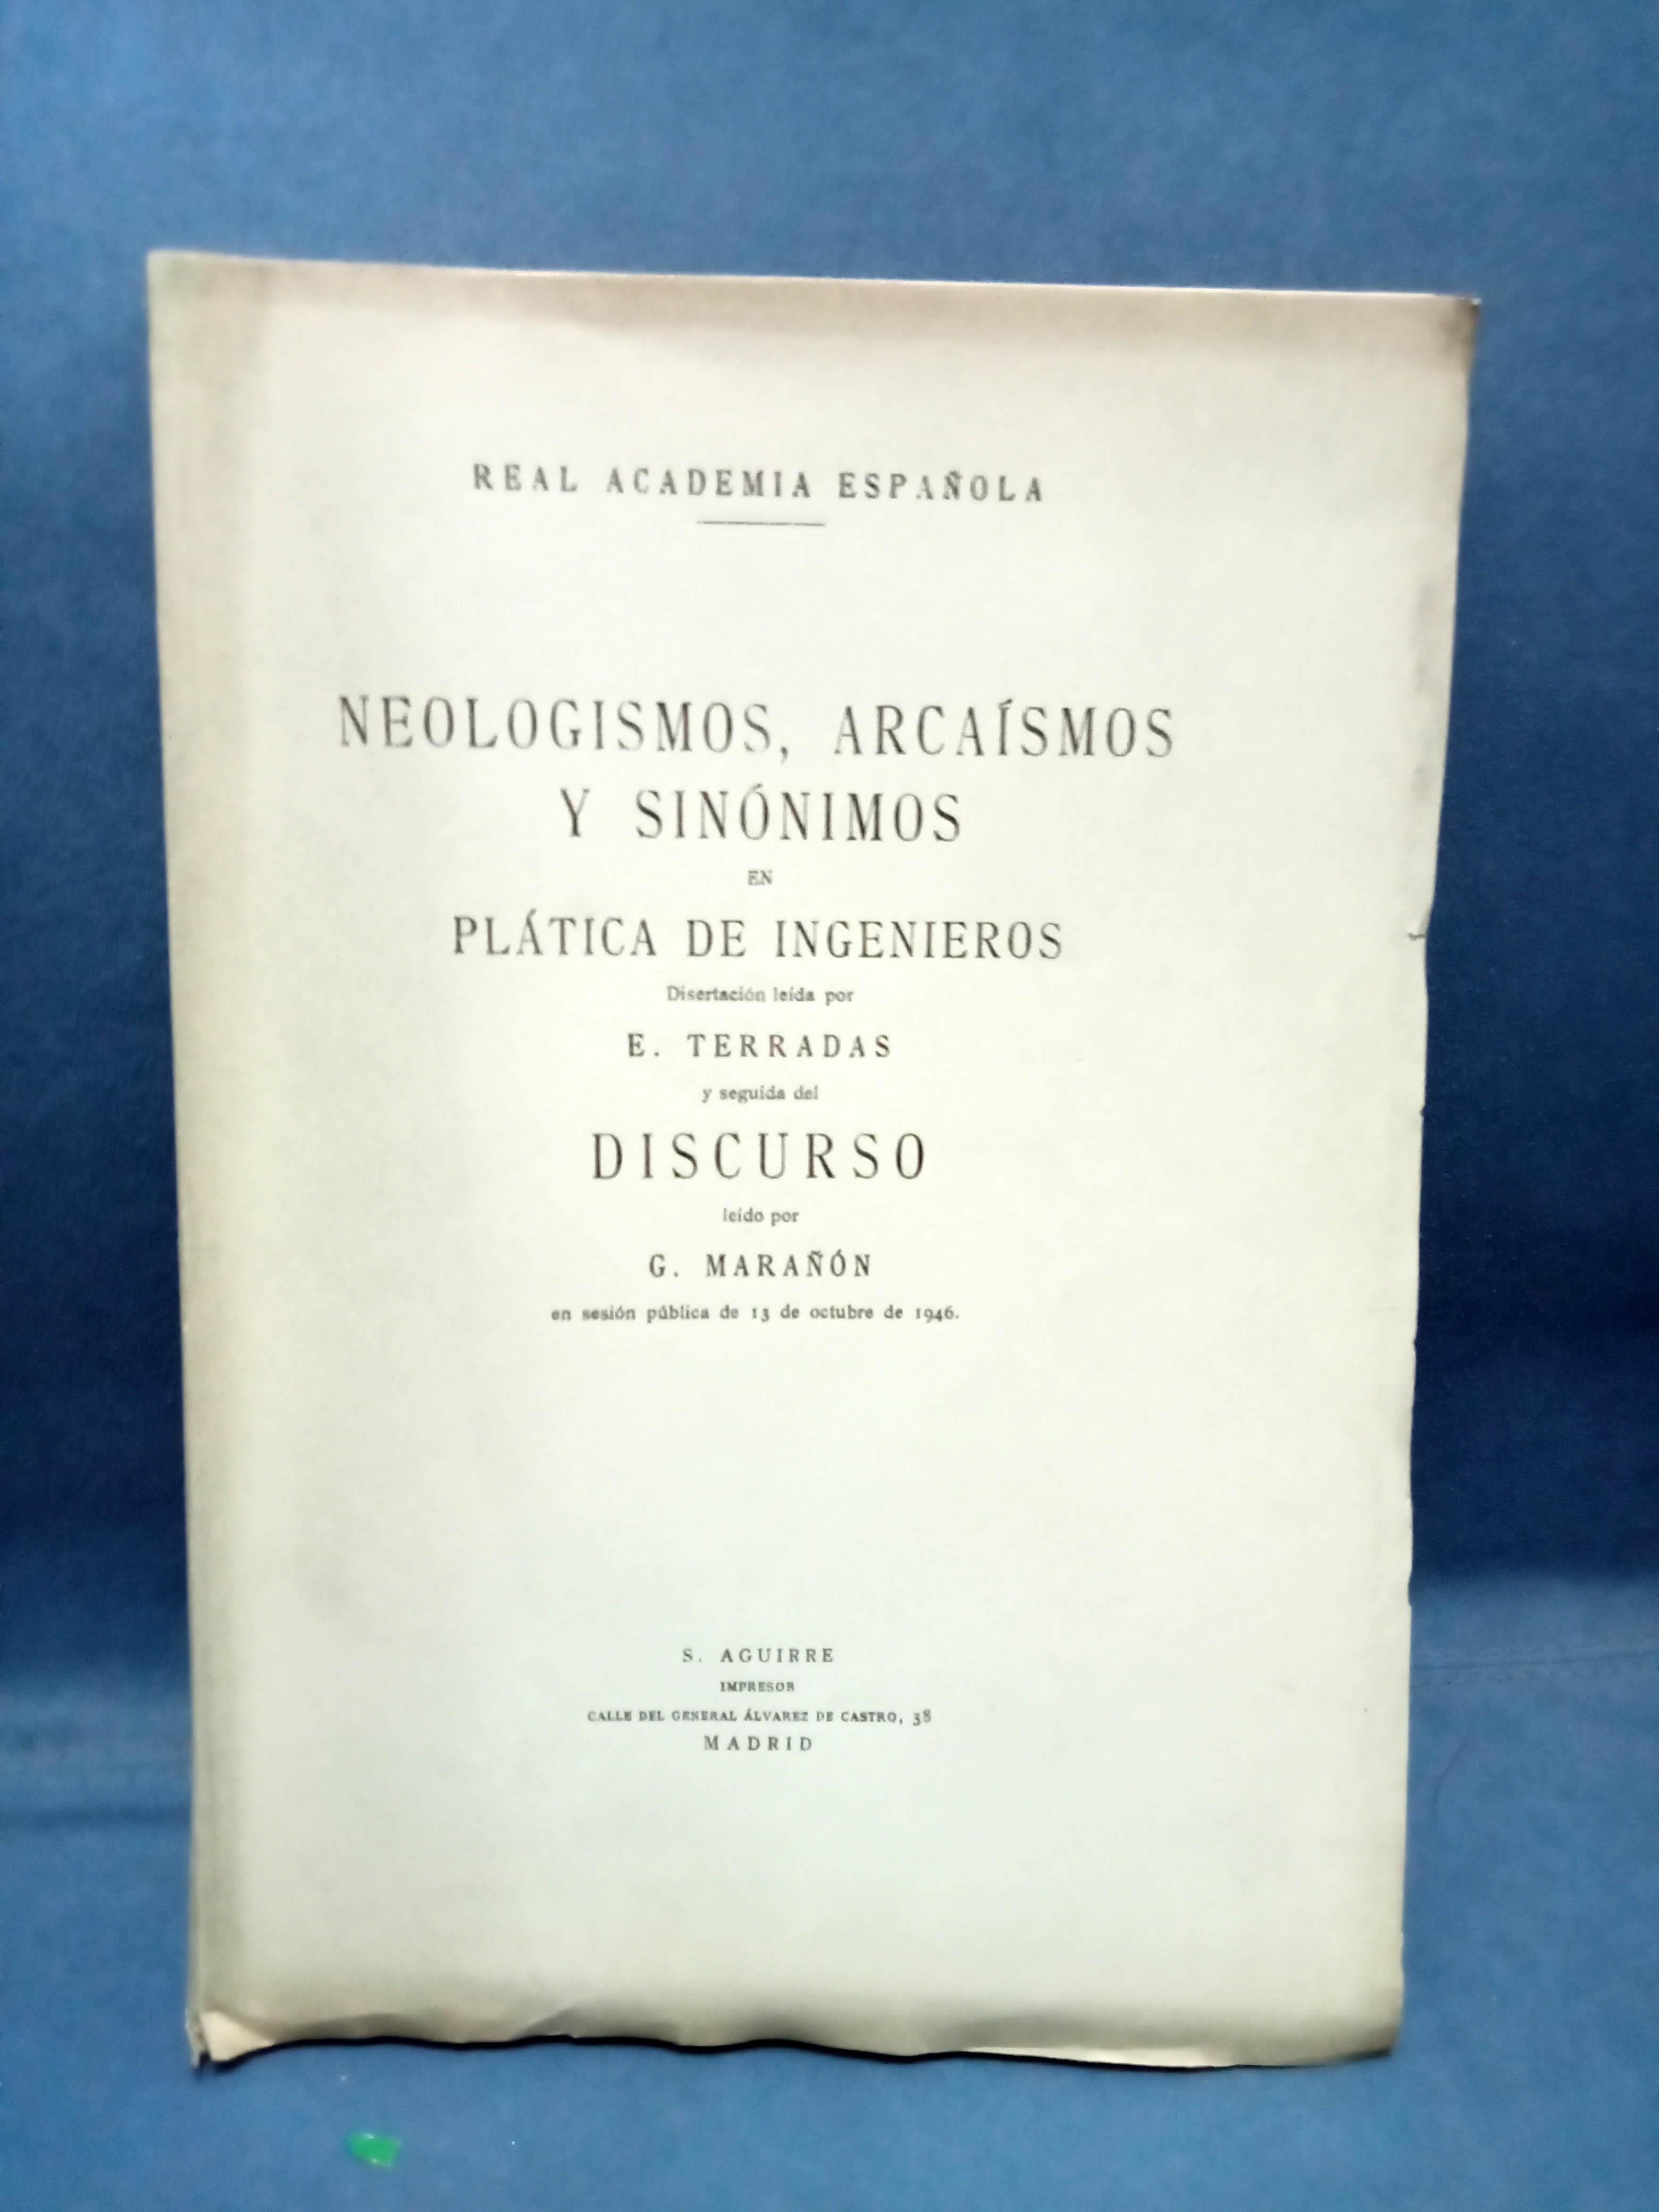 REAL ACADEMIA ESPAÑOLA
NEOLOGISMOS, ARCAÍSMOS
Y SINÓNIMOS
EN
PLÁTICA DE INGENIEROS
Disertación leída por
E. TERRADAS
y seguida del
DISCURSO
leído por
G. MARAÑÓN
en sesión pública de 13 de octubre de 1946.
S. AGUIRRE
IMPRESOR
CALLE DEL GENERAL ÁLVAREZ DE CASTRO, 38
MADRID